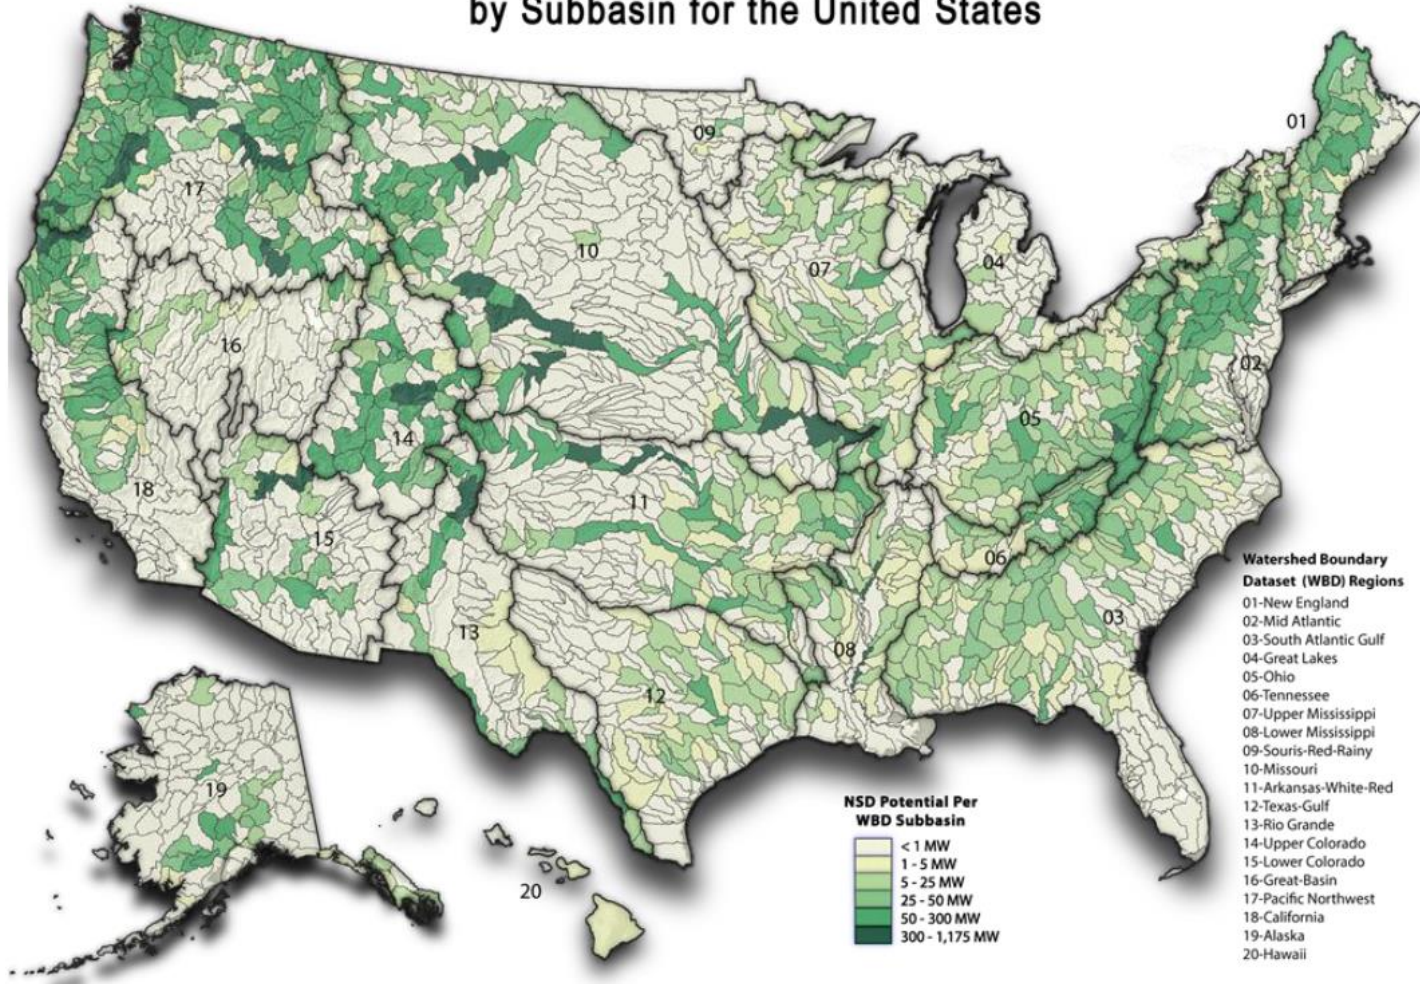 by Subbasin for the United States
01
09
17
10
04
07
16
02
05
14
18
11
15
06
03
13
08
12
19
20
Watershed Boundary
Dataset (WBD) Regions
01-New England
02-Mid Atlantic
03-South Atlantic Gulf
04-Great Lakes
05-Ohio
06-Tennessee
07-Upper Mississippi
08-Lower Mississippi
09-Souris-Red-Rainy
10-Missouri
11-Arkansas-White-Red
12-Texas-Gulf
13-Rio Grande
14-Upper Colorado
15-Lower Colorado
16-Great-Basin
17-Pacific Northwest
18-California
19-Alaska
20-Hawaii
NSD Potential Per
WBD Subbasin
< 1 MW
1 - 5 MW
5 - 25 MW
25 - 50 MW
50 - 300 MW
300 - 1,175 MW